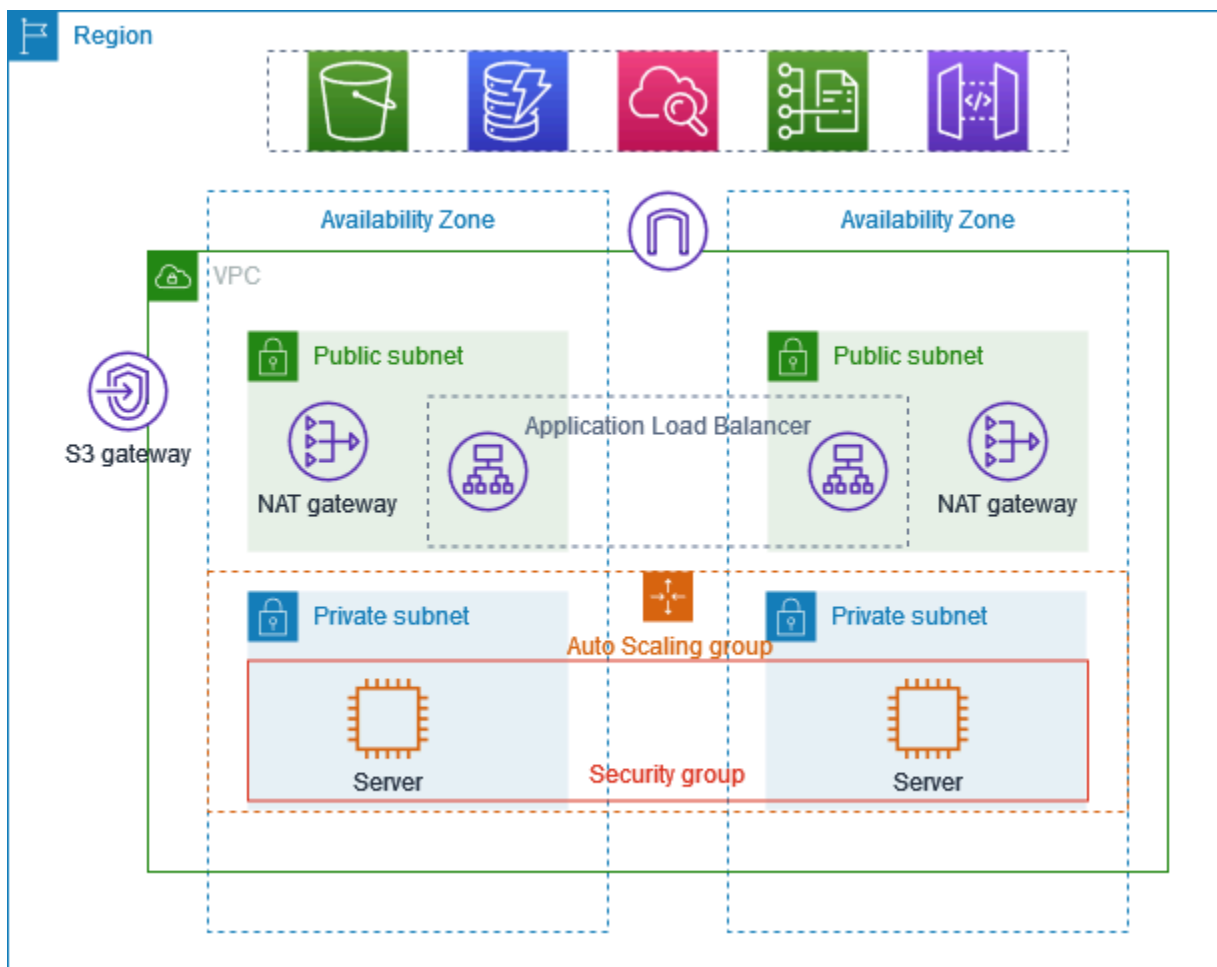 Region
Availability Zone
Availability Zone
VPC
Public subnet
Public subnet
Application Load Balancer
S3 gateway
NAT gateway
NAT gateway
Private subnet
Private subnet
Auto Scaling group
Security group
Server
Server